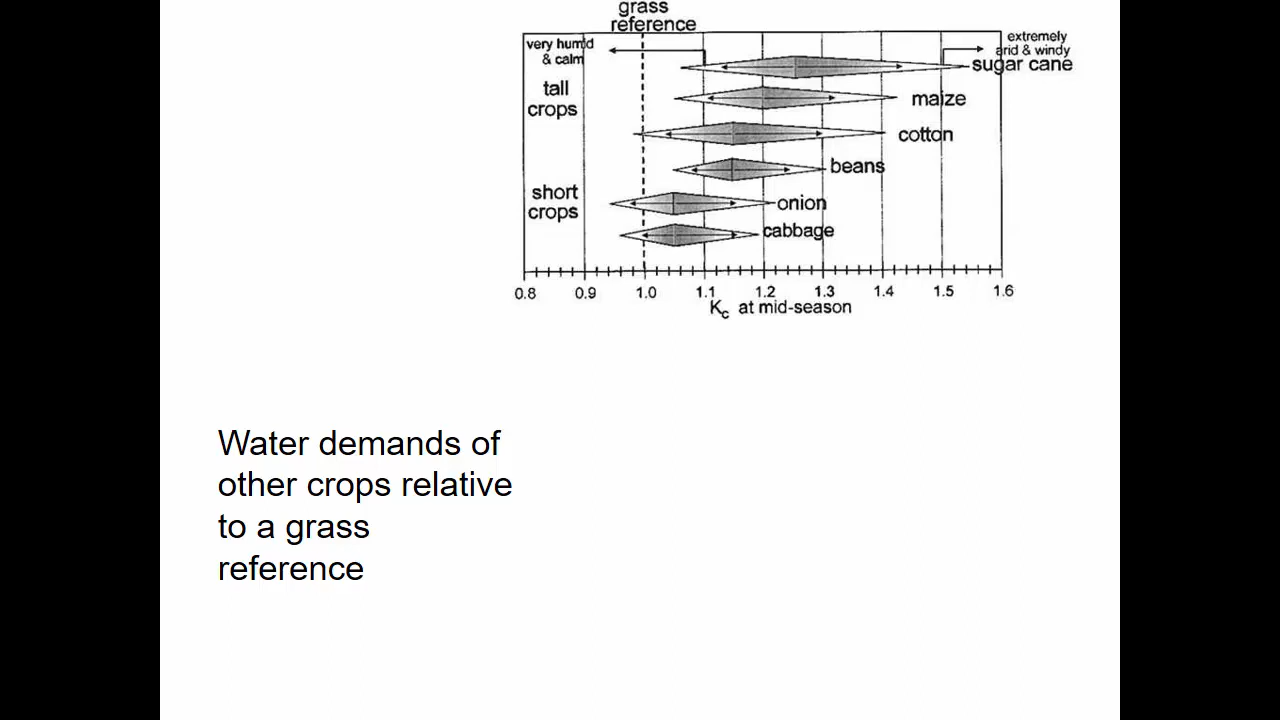 grass
reference
very humid
& calm
extremely
arid & windy
sugar cane
tall
crops
maize
cotton
beans
short
crops
onion
cabbage
0.8 0.9 1.0 1.1 1.2 1.3 1.4 1.5 1.6
Kc at mid-season
Water demands of
other crops relative
to a grass
reference